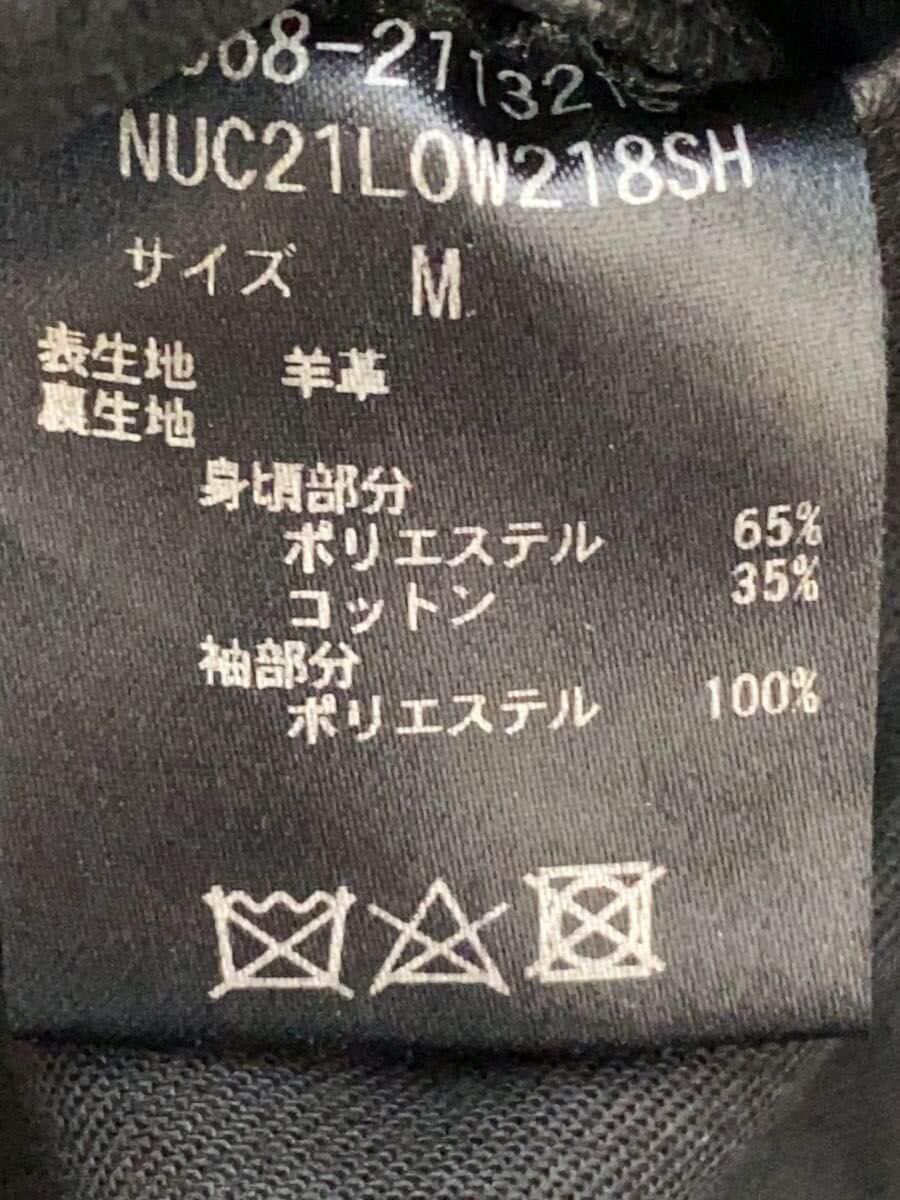 NUC21LOW218SH
サイズ M
表生地 羊革
裏生地
身頃部分
ポリエステル 65%
コットン 35%
袖部分
ポリエステル 100%